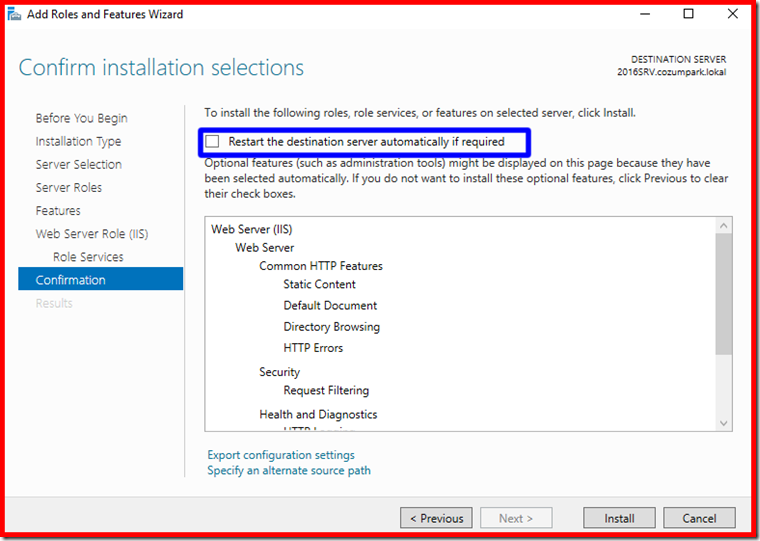 Add Roles and Features Wizard
Confirm installation selections
DESTINATION SERVER
2016SRV.cozumpark.lokal
Before You Begin
Installation Type
Server Selection
Server Roles
Features
Web Server Role (IIS)
Role Services
Confirmation
Results
To install the following roles, role services, or features on selected server, click Install.
Restart the destination server automatically if required
Optional features (such as administration tools) might be displayed on this page because they have
been selected automatically. If you do not want to install these optional features, click Previous to clear
their check boxes.
Web Server (IIS)
Web Server
Common HTTP Features
Static Content
Default Document
Directory Browsing
HTTP Errors
Security
Request Filtering
Health and Diagnostics
Export configuration settings
Specify an alternate source path
< Previous
Next >
Install
Cancel